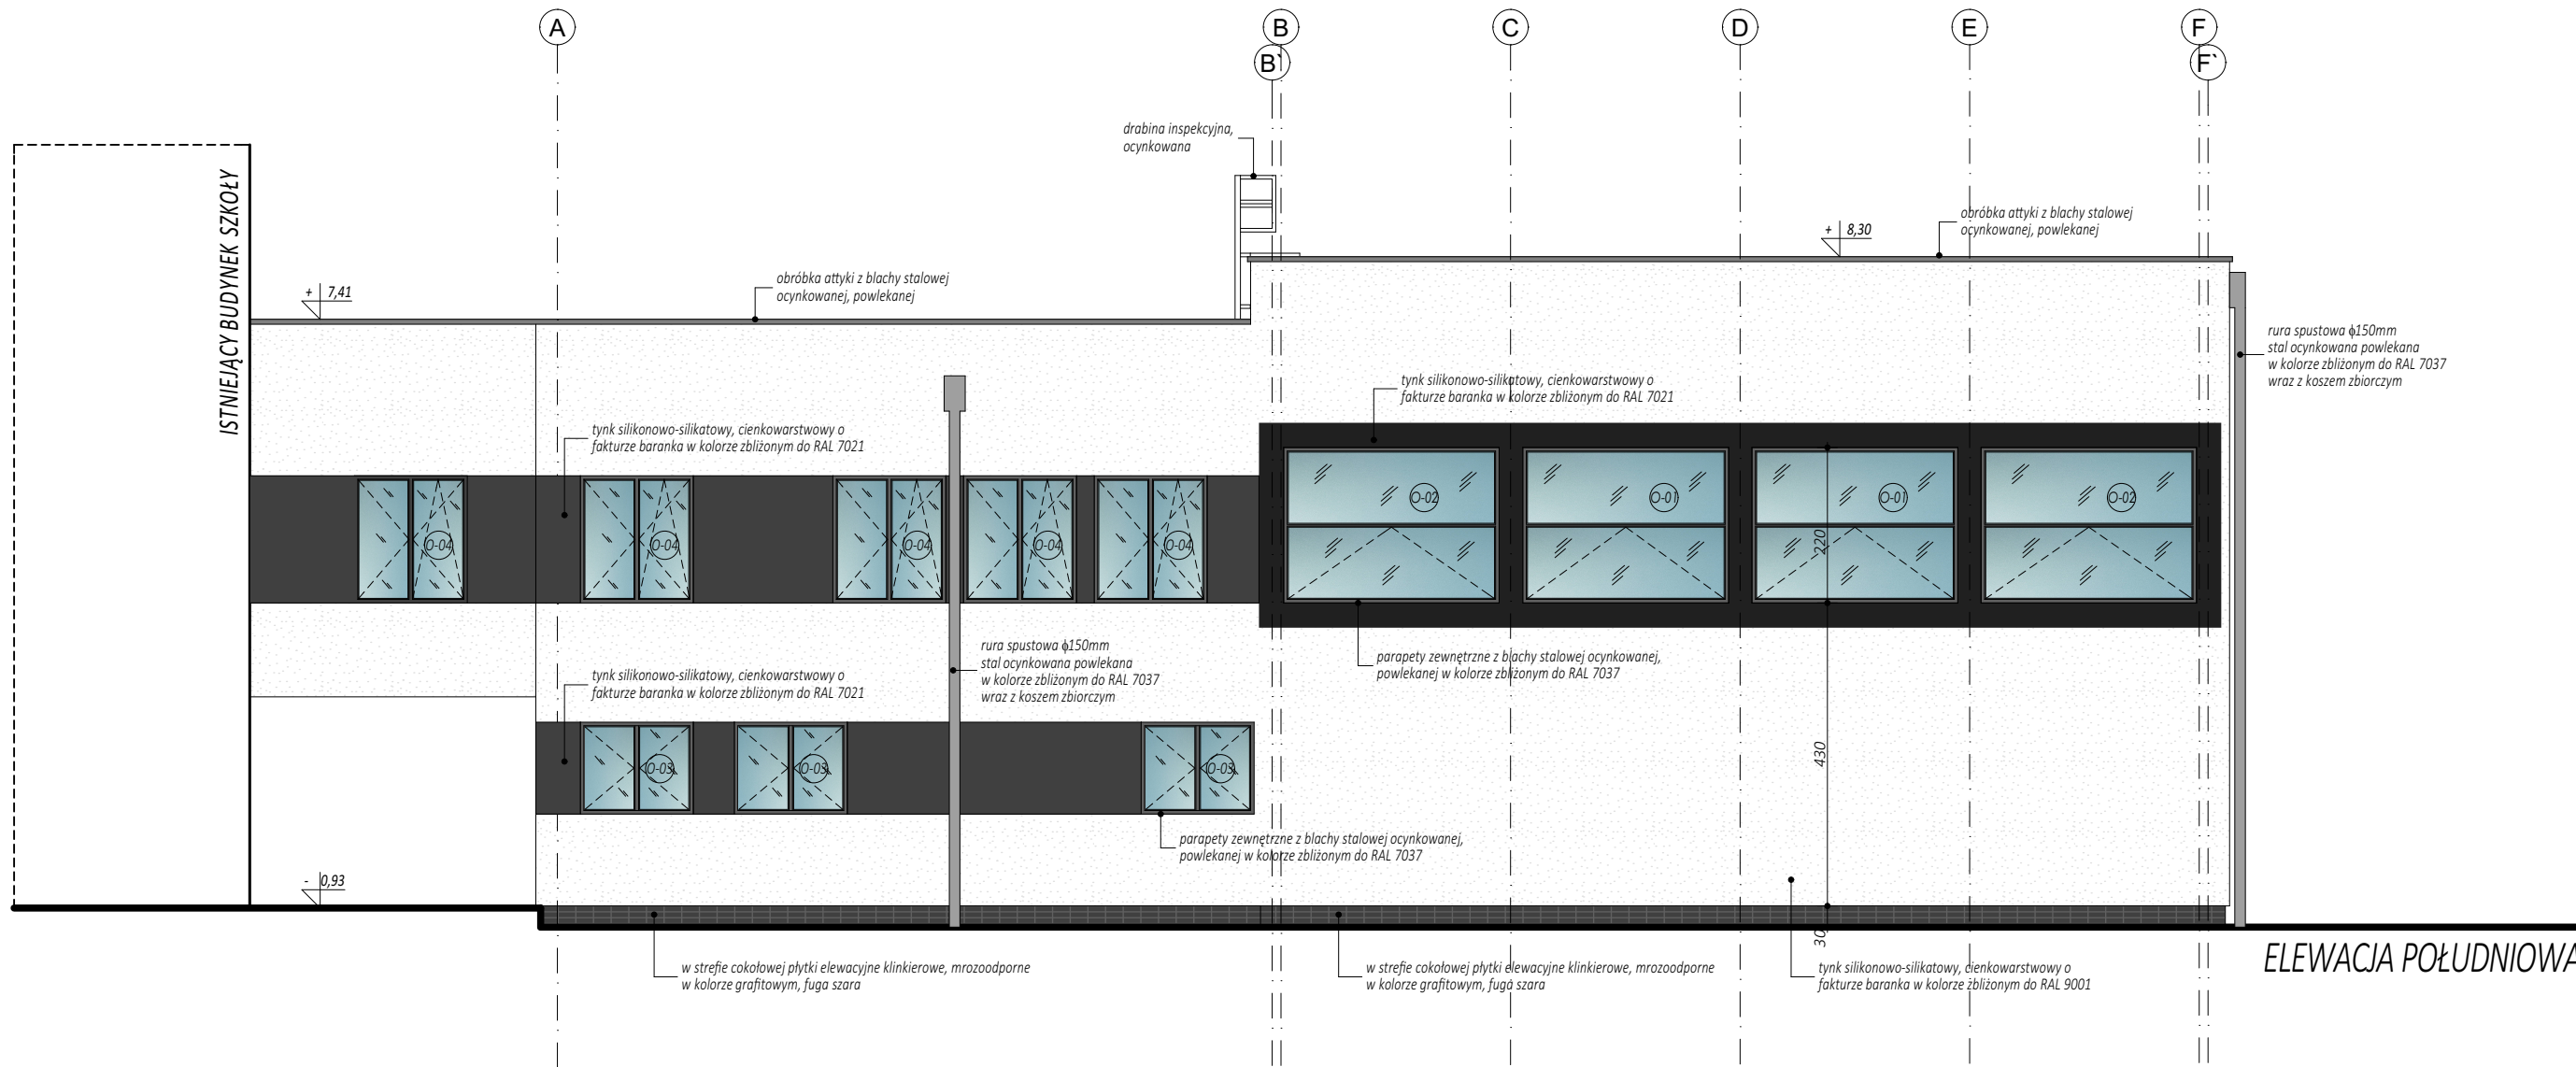 A
B
C
D
E
F
B`
F`
drabina inspekcyjna,
ocynkowana
ISTNIEJĄCY BUDYNEK SZKOŁY
obróbka attyki z blachy stalowej
ocynkowanej, powlekanej
+ 8,30
obróbka attyki z blachy stalowej
ocynkowanej, powlekanej
+ 7,41
rura spustowa ϕ150mm
stal ocynkowana powlekana
w kolorze zbliżonym do RAL 7037
wraz z koszem zbiorczym
tynk silikonowo-silikatowy, cienkowarstwowy o
fakturze baranka w kolorze zbliżonym do RAL 7021
tynk silikonowo-silikatowy, cienkowarstwowy o
fakturze baranka w kolorze zbliżonym do RAL 7021
O-02
O-01
O-01
O-02
O-04
O-04
O-04
O-04
O-04
220
rura spustowa ϕ150mm
stal ocynkowana powlekana
w kolorze zbliżonym do RAL 7037
wraz z koszem zbiorczym
parapety zewnętrzne z blachy stalowej ocynkowanej,
powlekanej w kolorze zbliżonym do RAL 7037
tynk silikonowo-silikatowy, cienkowarstwowy o
fakturze baranka w kolorze zbliżonym do RAL 7021
430
O-03
O-03
O-03
parapety zewnętrzne z blachy stalowej ocynkowanej,
powlekanej w kolorze zbliżonym do RAL 7037
- 0,93
30
ELEWACJA POŁUDNIOWA
w strefie cokołowej płytki elewacyjne klinkierowe, mrozoodporne
w kolorze grafitowym, fuga szara
w strefie cokołowej płytki elewacyjne klinkierowe, mrozoodporne
w kolorze grafitowym, fuga szara
tynk silikonowo-silikatowy, cienkowarstwowy o
fakturze baranka w kolorze zbliżonym do RAL 9001